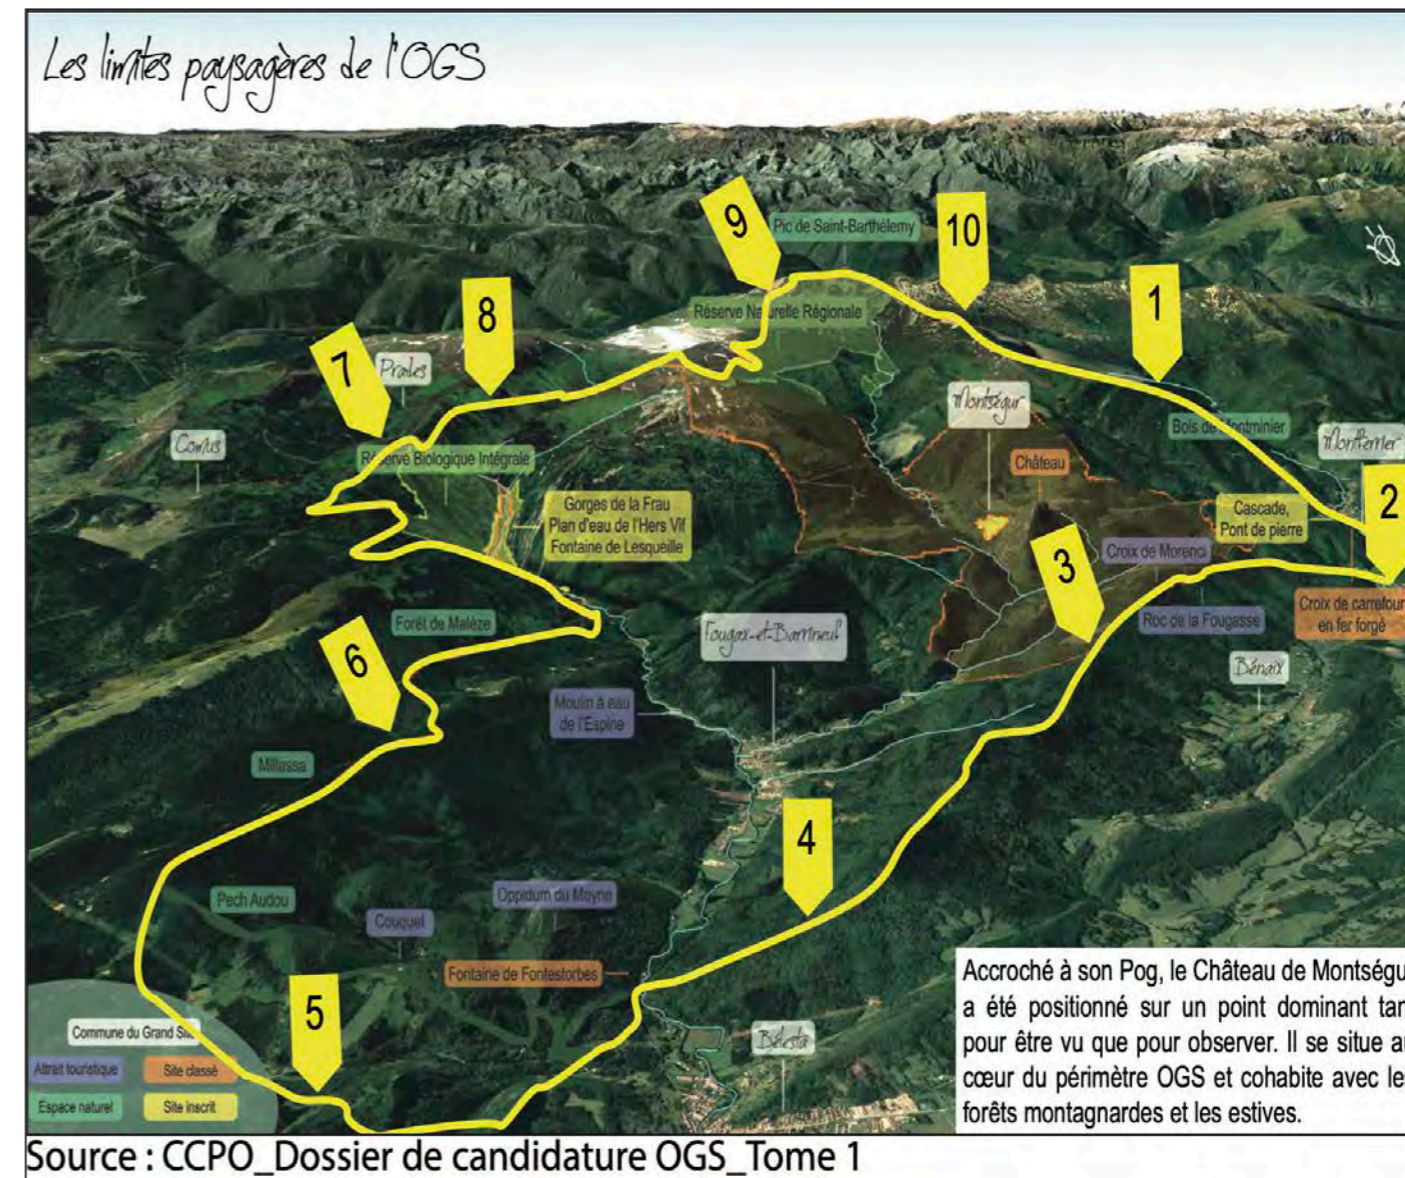 Les limites paysagères de l'OGS
9
Pic de Saint-Barthélemy
10
8
Réserve Naturelle Régionale
1
7
Prades
Montségur
Comus
Bois de Montminier
Montferrier
Réserve Biologique Intégrale
Château
2
Gorges de la Frau
Plan d'eau de l'Hers Vif
Fontaine de Lesqueille
Cascade,
Pont de pierre
3
Croix de Morenci
Croix de carrefour
en fer forgé
Forêt de Malèze
Roc de la Fougasse
Fougax-et-Barrineuf
6
Bénaix
Moulin à eau
de l'Espine
Millassa
4
Pech Audou
Oppidum du Moyne
Couquet
Fontaine de Fontestorbes
5
Bélesta
Commune du Grand Site
Attrait touristique
Site classé
Espace naturel
Site inscrit
Accroché à son Pog, le Château de Montségu
a été positionné sur un point dominant tan
pour être vu que pour observer. Il se situe au
cœur du périmètre OGS et cohabite avec les
forêts montagnardes et les estives.
Source : CCPO_Dossier de candidature OGS_Tome 1